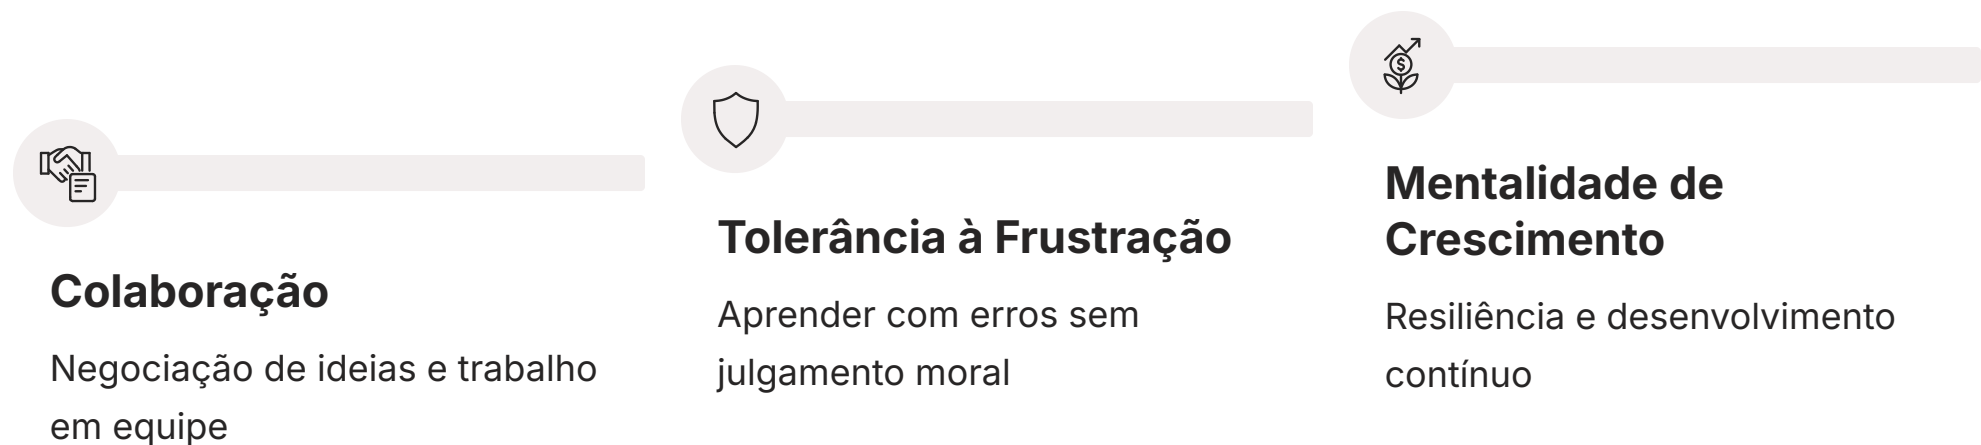 Colaboração
Negociação de ideias e trabalho
em equipe
Tolerância à Frustração
Aprender com erros sem
julgamento moral
$
Mentalidade de
Crescimento
Resiliência e desenvolvimento
contínuo